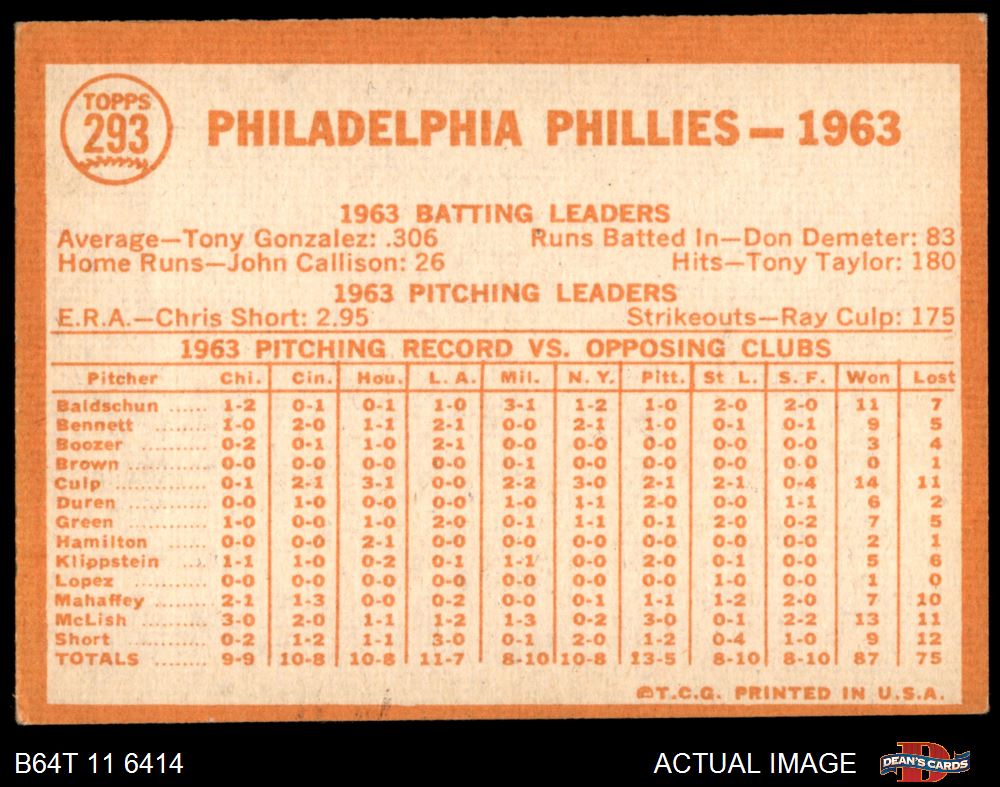 TOPPS
293
PHILADELPHIA PHILLIES — 1963
1963 BATTING LEADERS
Average—Tony Gonzalez: .306 Runs Batted In—Don Demeter: 83
Home Runs—John Callison: 26 Hits—Tony Taylor: 180
1963 PITCHING LEADERS
E.R.A.—Chris Short: 2.95 Strikeouts—Ray Culp: 175
1963 PITCHING RECORD VS. OPPOSING CLUBS
Pitcher Chi. Cin. Hou. L. A. Mil. N. Y. Pitt. St L. S. F. Won Lost
Baldschun ...... 1-2 0-1 0-1 1-0 3-1 1-2 1-0 2-0 2-0 11 7
Bennett ........ 1-0 2-0 1-1 2-1 0-0 2-1 1-0 0-1 0-1 9 5
Boozer ........ 0-2 0-1 1-0 2-1 0-0 0-0 0-0 0-0 0-0 3 4
Brown .......... 0-0 0-0 0-0 0-0 0-1 0-0 0-0 0-0 0-0 0 1
Culp ............ 0-1 2-1 3-1 0-0 2-2 3-0 2-1 2-1 0-4 14 11
Duren .......... 0-0 1-0 0-0 0-0 1-0 1-1 2-0 1-0 1-1 6 2
Green .......... 1-0 0-0 1-0 2-0 0-1 1-1 0-1 2-0 0-2 7 5
Hamilton ...... 0-0 0-0 2-1 0-0 0-0 0-0 0-0 0-0 0-0 2 1
Klippstein ...... 1-1 1-0 0-2 0-1 1-1 0-0 2-0 0-1 0-0 5 6
Lopez .......... 0-0 0-0 0-0 0-0 0-0 0-0 0-0 1-0 0-0 1 0
Mahaffey ........ 2-1 1-3 0-0 0-2 0-0 0-1 1-1 1-2 2-0 7 10
McLish .......... 3-0 2-0 1-1 1-2 1-3 0-2 3-0 0-1 2-2 13 11
Short ............ 0-2 1-2 1-1 3-0 0-1 2-0 1-2 0-4 1-0 9 12
TOTALS ........ 9-9 10-8 10-8 11-7 8-10 10-8 13-5 8-10 8-10 87 75
©T.C.G. PRINTED IN U.S.A.
B64T 11 6414 ACTUAL IMAGE DEAN'S CARDS